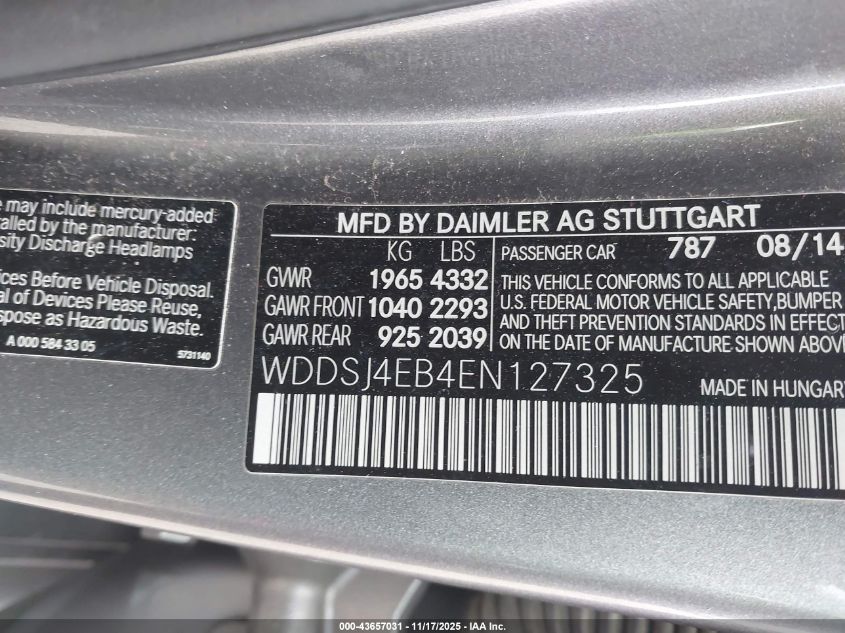 e may include mercury-added
talled by the manufacturer:
sity Discharge Headlamps
ices Before Vehicle Disposal.
al of Devices Please Reuse,
spose as Hazardous Waste.
A 000 584 33 05
5731140
MFD BY DAIMLER AG STUTTGART
KG LBS
GVWR 1965 4332
GAWR FRONT 1040 2293
GAWR REAR 925 2039
PASSENGER CAR 787 08/14
THIS VEHICLE CONFORMS TO ALL APPLICABLE
U.S. FEDERAL MOTOR VEHICLE SAFETY, BUMPER
AND THEFT PREVENTION STANDARDS IN EFFECT
ON THE DATE OF MANUFACTURE SHOWN ABOVE
WDDSJ4EB4EN127325
MADE IN HUNGARY
000-43657031 - 11/17/2025 - IAA Inc.